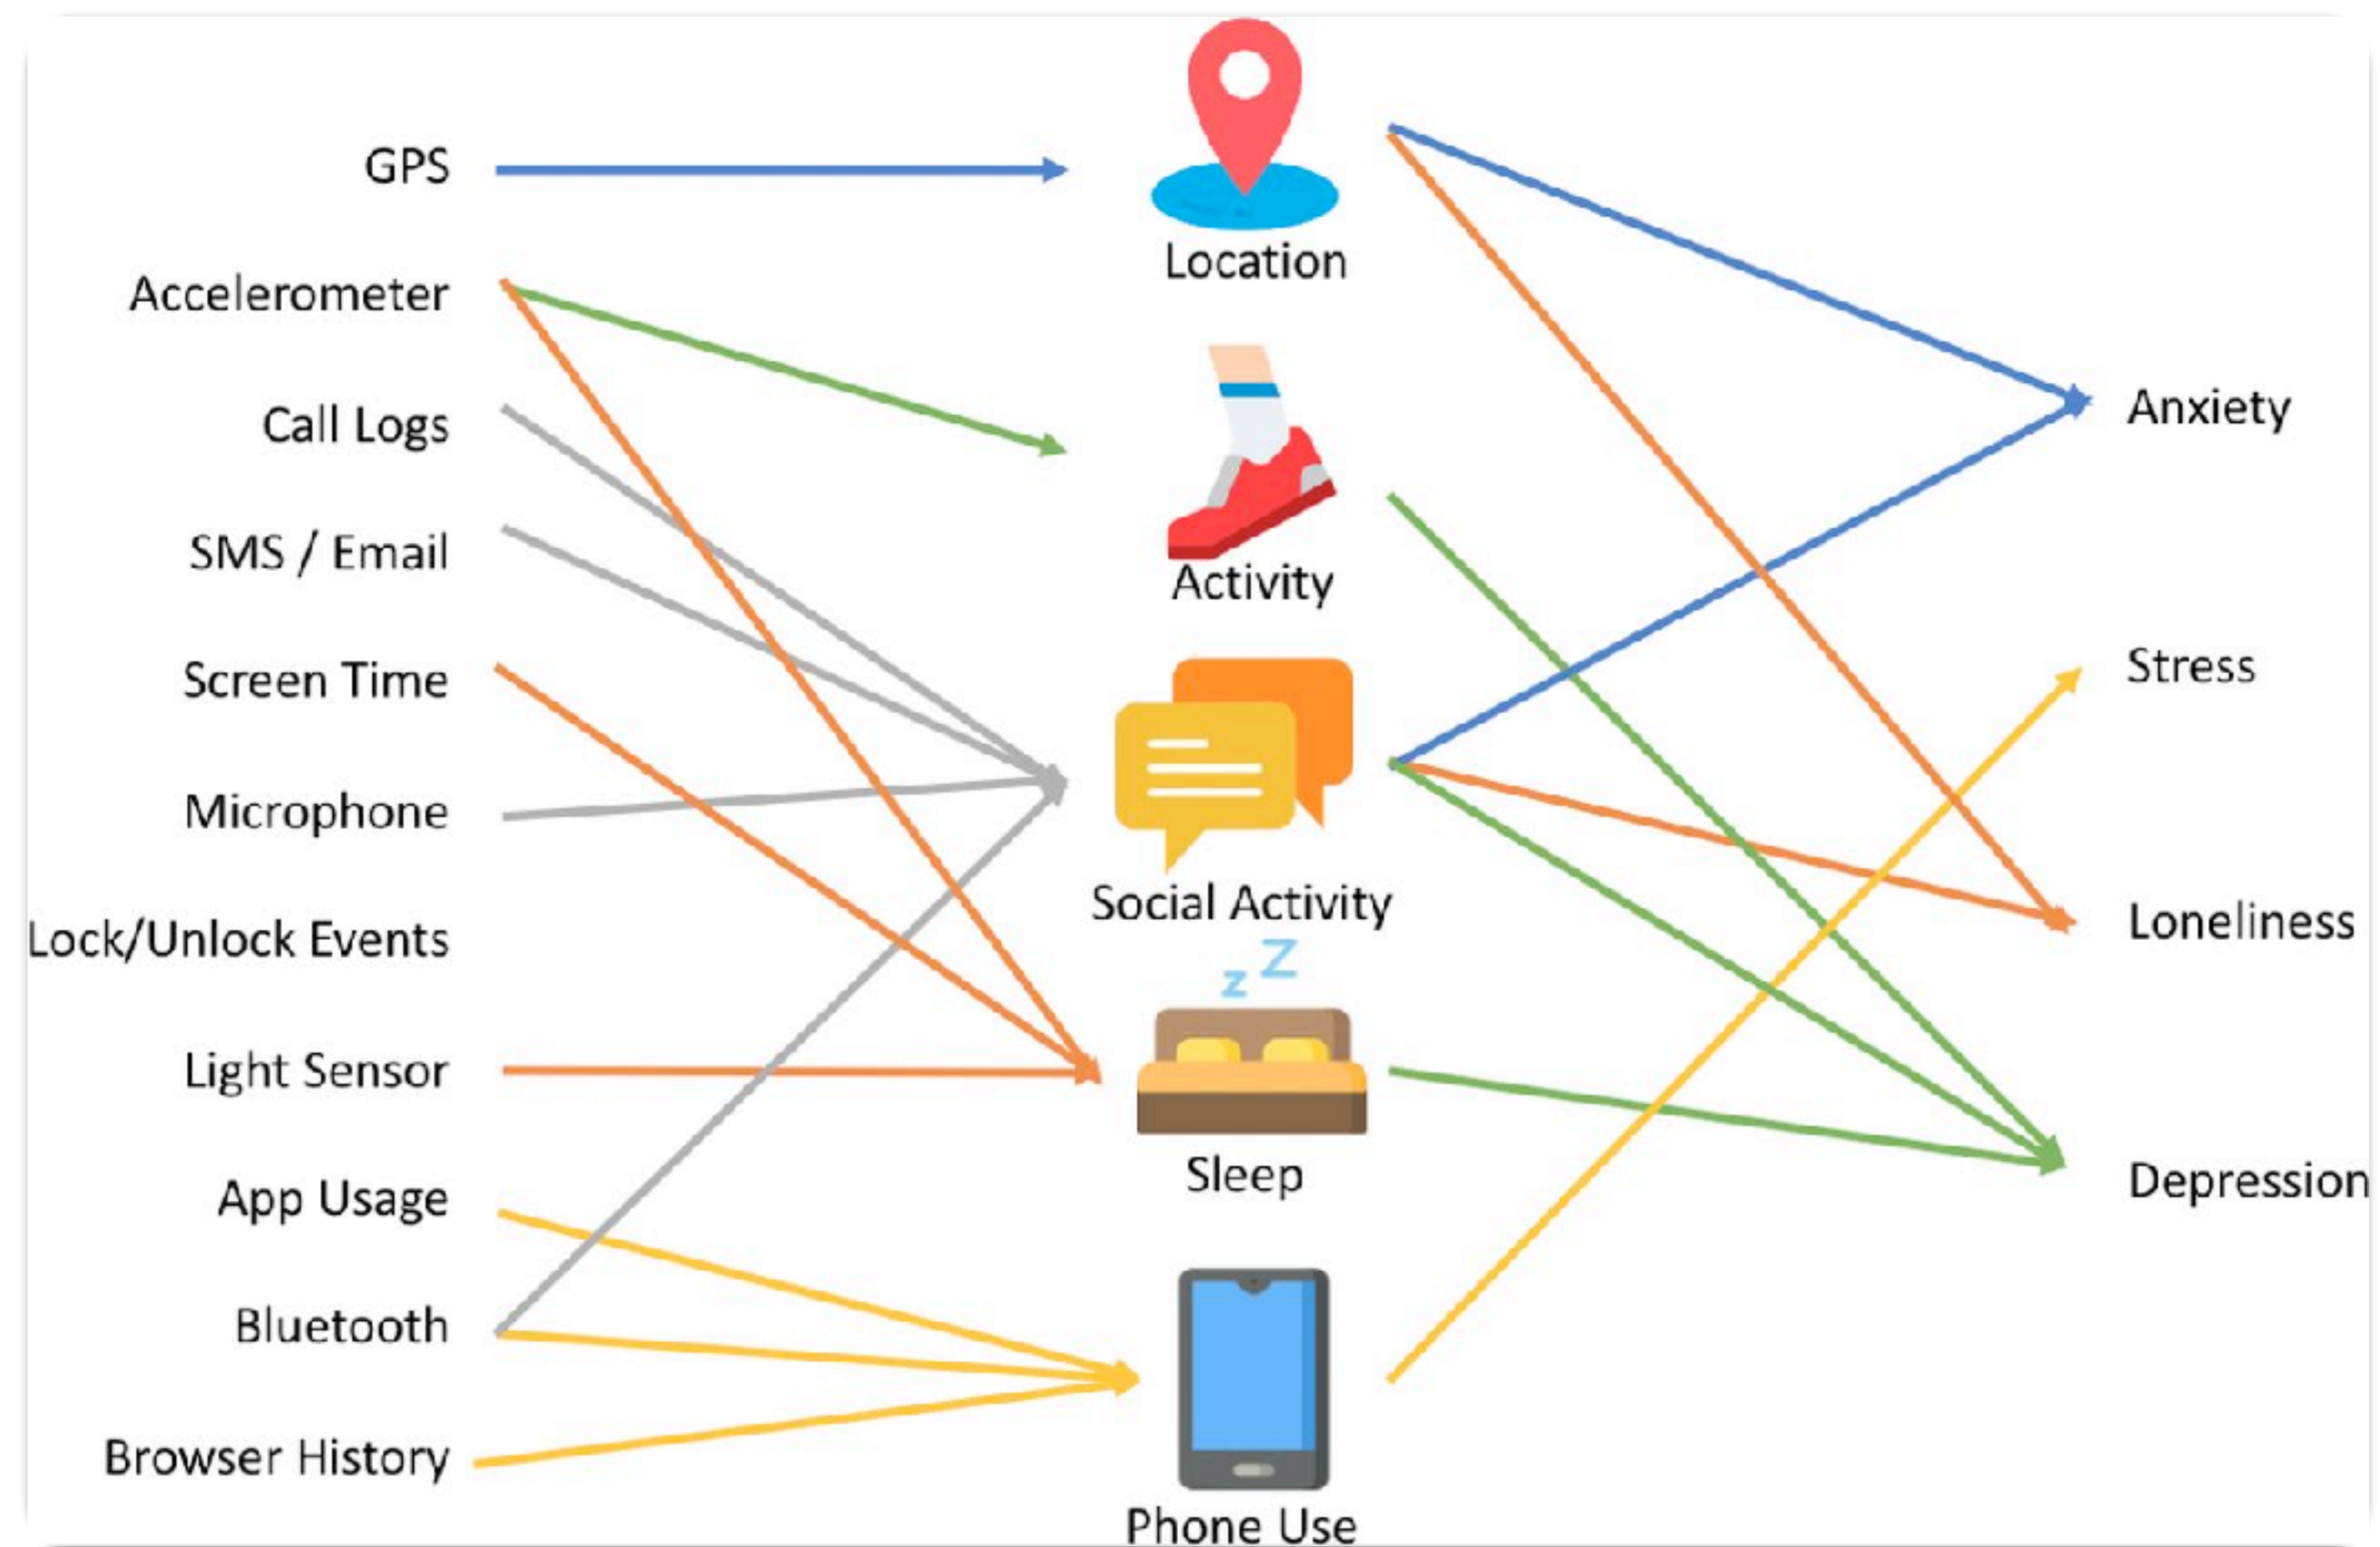 GPS
Accelerometer
Call Logs
SMS / Email
Screen Time
Microphone
Lock/Unlock Events
Light Sensor
App Usage
Bluetooth
Browser History
Location
Activity
Social Activity
z Z
Sleep
Phone Use
Anxiety
Stress
Loneliness
Depression